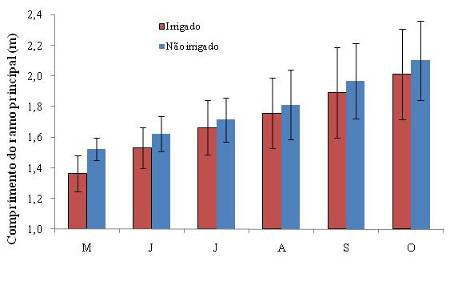 Comprimento do ramo principal (m)
2,4
2,2
2,0
1,8
1,6
1,4
1,2
1,0
Irrigado
Não irrigado
M J J A S O